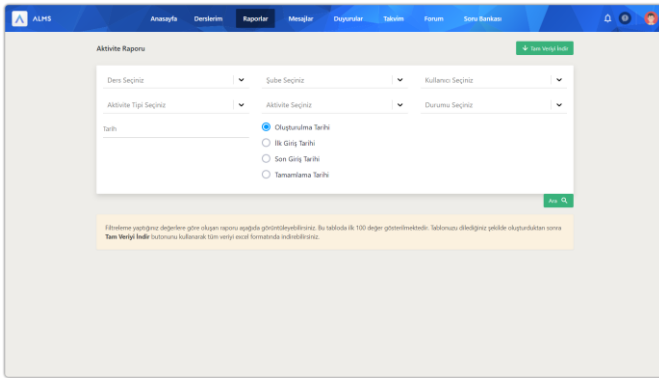 ALMS
Anasayfa Derslerim Raporlar Mesajlar Duyurular Takvim Forum Soru Bankası
Aktivite Raporu
Tam Veriyi İndir
Ders Seçiniz Şube Seçiniz Kullanıcı Seçiniz
Aktivite Tipi Seçiniz Aktivite Seçiniz Durumu Seçiniz
Tarih
Oluşturulma Tarihi
İlk Giriş Tarihi
Son Giriş Tarihi
Tamamlama Tarihi
Ara
Filtreleme yaptığınız değerlere göre oluşan raporu aşağıda görüntüleyebilirsiniz. Bu tabloda ilk 100 değer gösterilmektedir. Tablonuzu dilediğiniz şekilde oluşturduktan sonra
Tam Veriyi İndir butonunu kullanarak tüm veriyi excel formatında indirebilirsiniz.